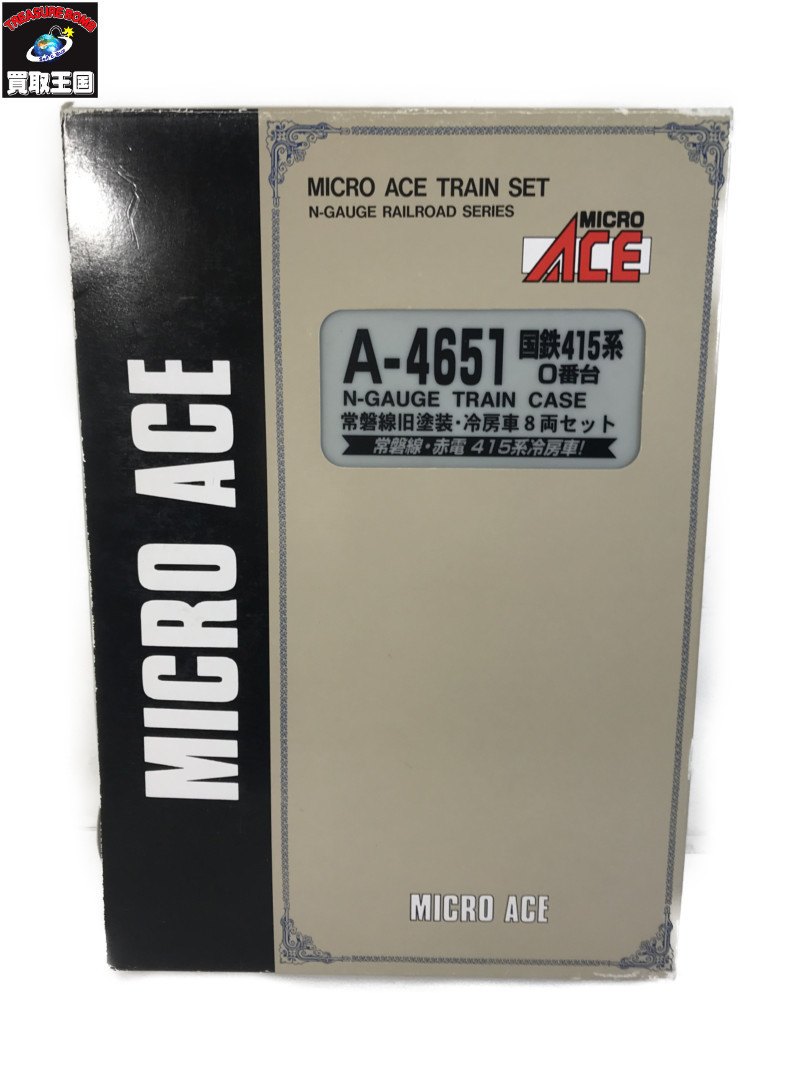 TREASURE BOMB
Let's Buy
買取王国
MICRO ACE TRAIN SET
N-GAUGE RAILROAD SERIES
MICRO
ACE
A-4651 国鉄415系
0番台
N-GAUGE TRAIN CASE
常磐線旧塗装・冷房車8両セット
常磐線・赤電 415系冷房車!
MICRO ACE
MICRO ACE